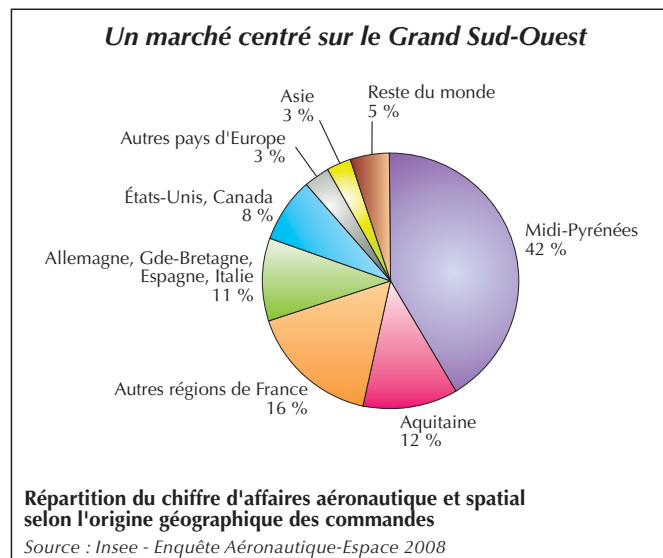 Un marché centré sur le Grand Sud-Ouest
Asie
3 %
Reste du monde
5 %
Autres pays d'Europe
3 %
États-Unis, Canada
8 %
Midi-Pyrénées
42 %
Allemagne, Gde-Bretagne,
Espagne, Italie
11 %
Autres régions de France
16 %
Aquitaine
12 %
Répartition du chiffre d'affaires aéronautique et spatial
selon l'origine géographique des commandes
Source : Insee - Enquête Aéronautique-Espace 2008